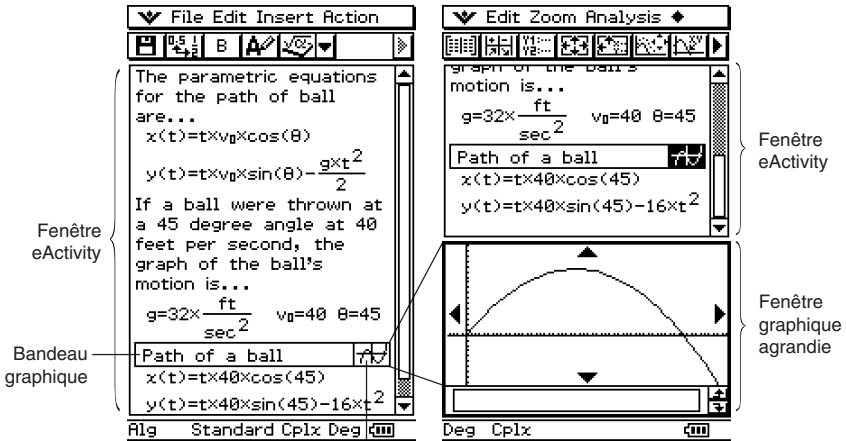 File Edit Insert Action
B
The parametric equations
for the path of ball
are...
x(t)=t×v₀×cos(θ)
y(t)=t×v₀×sin(θ)-g×t²/2
If a ball were thrown at
a 45 degree angle at 40
feet per second, the
graph of the ball's
motion is...
g=32×ft/sec² v₀=40 θ=45
Path of a ball
x(t)=t×40×cos(45)
y(t)=t×40×sin(45)-16×t²
Alg Standard Cplx Deg
Fenêtre
eActivity
Bandeau
graphique
Edit Zoom Analysis
graph of the ball's
motion is...
g=32×ft/sec² v₀=40 θ=45
Path of a ball
x(t)=t×40×cos(45)
y(t)=t×40×sin(45)-16×t²
Deg Cplx
Fenêtre
eActivity
Fenêtre
graphique
agrandie